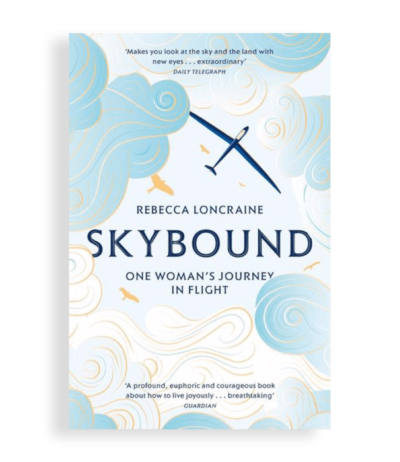 ‘Makes you look at the sky and the land with
new eyes . . . extraordinary’
DAILY TELEGRAPH
REBECCA LONCRAINE
SKYBOUND
ONE WOMAN’S JOURNEY
IN FLIGHT
‘A profound, euphoric and courageous book
about how to live joyously . . . breathtaking’
GUARDIAN